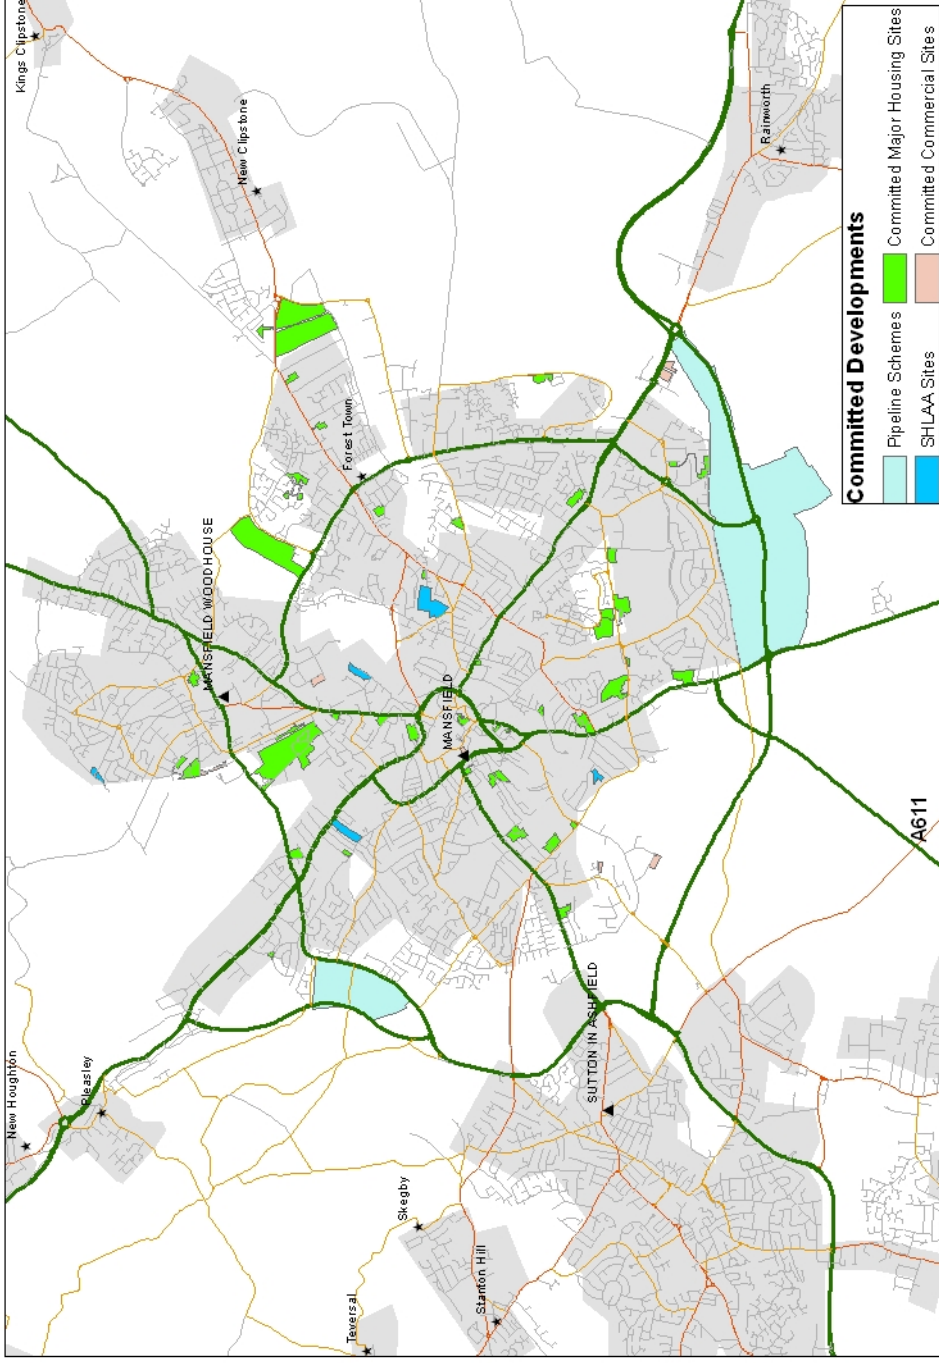 New Houghton
Pleasley
Teversal
Skegby
Stanton Hill
SUTTON IN ASHFIELD
A611
MANSFIELD WOODHOUSE
MANSFIELD
Forest Town
New Clipstone
Kings Clipstone
Rainworth
Committed Developments
Pipeline Schemes
Committed Major Housing Sites
SHLAA Sites
Committed Commercial Sites